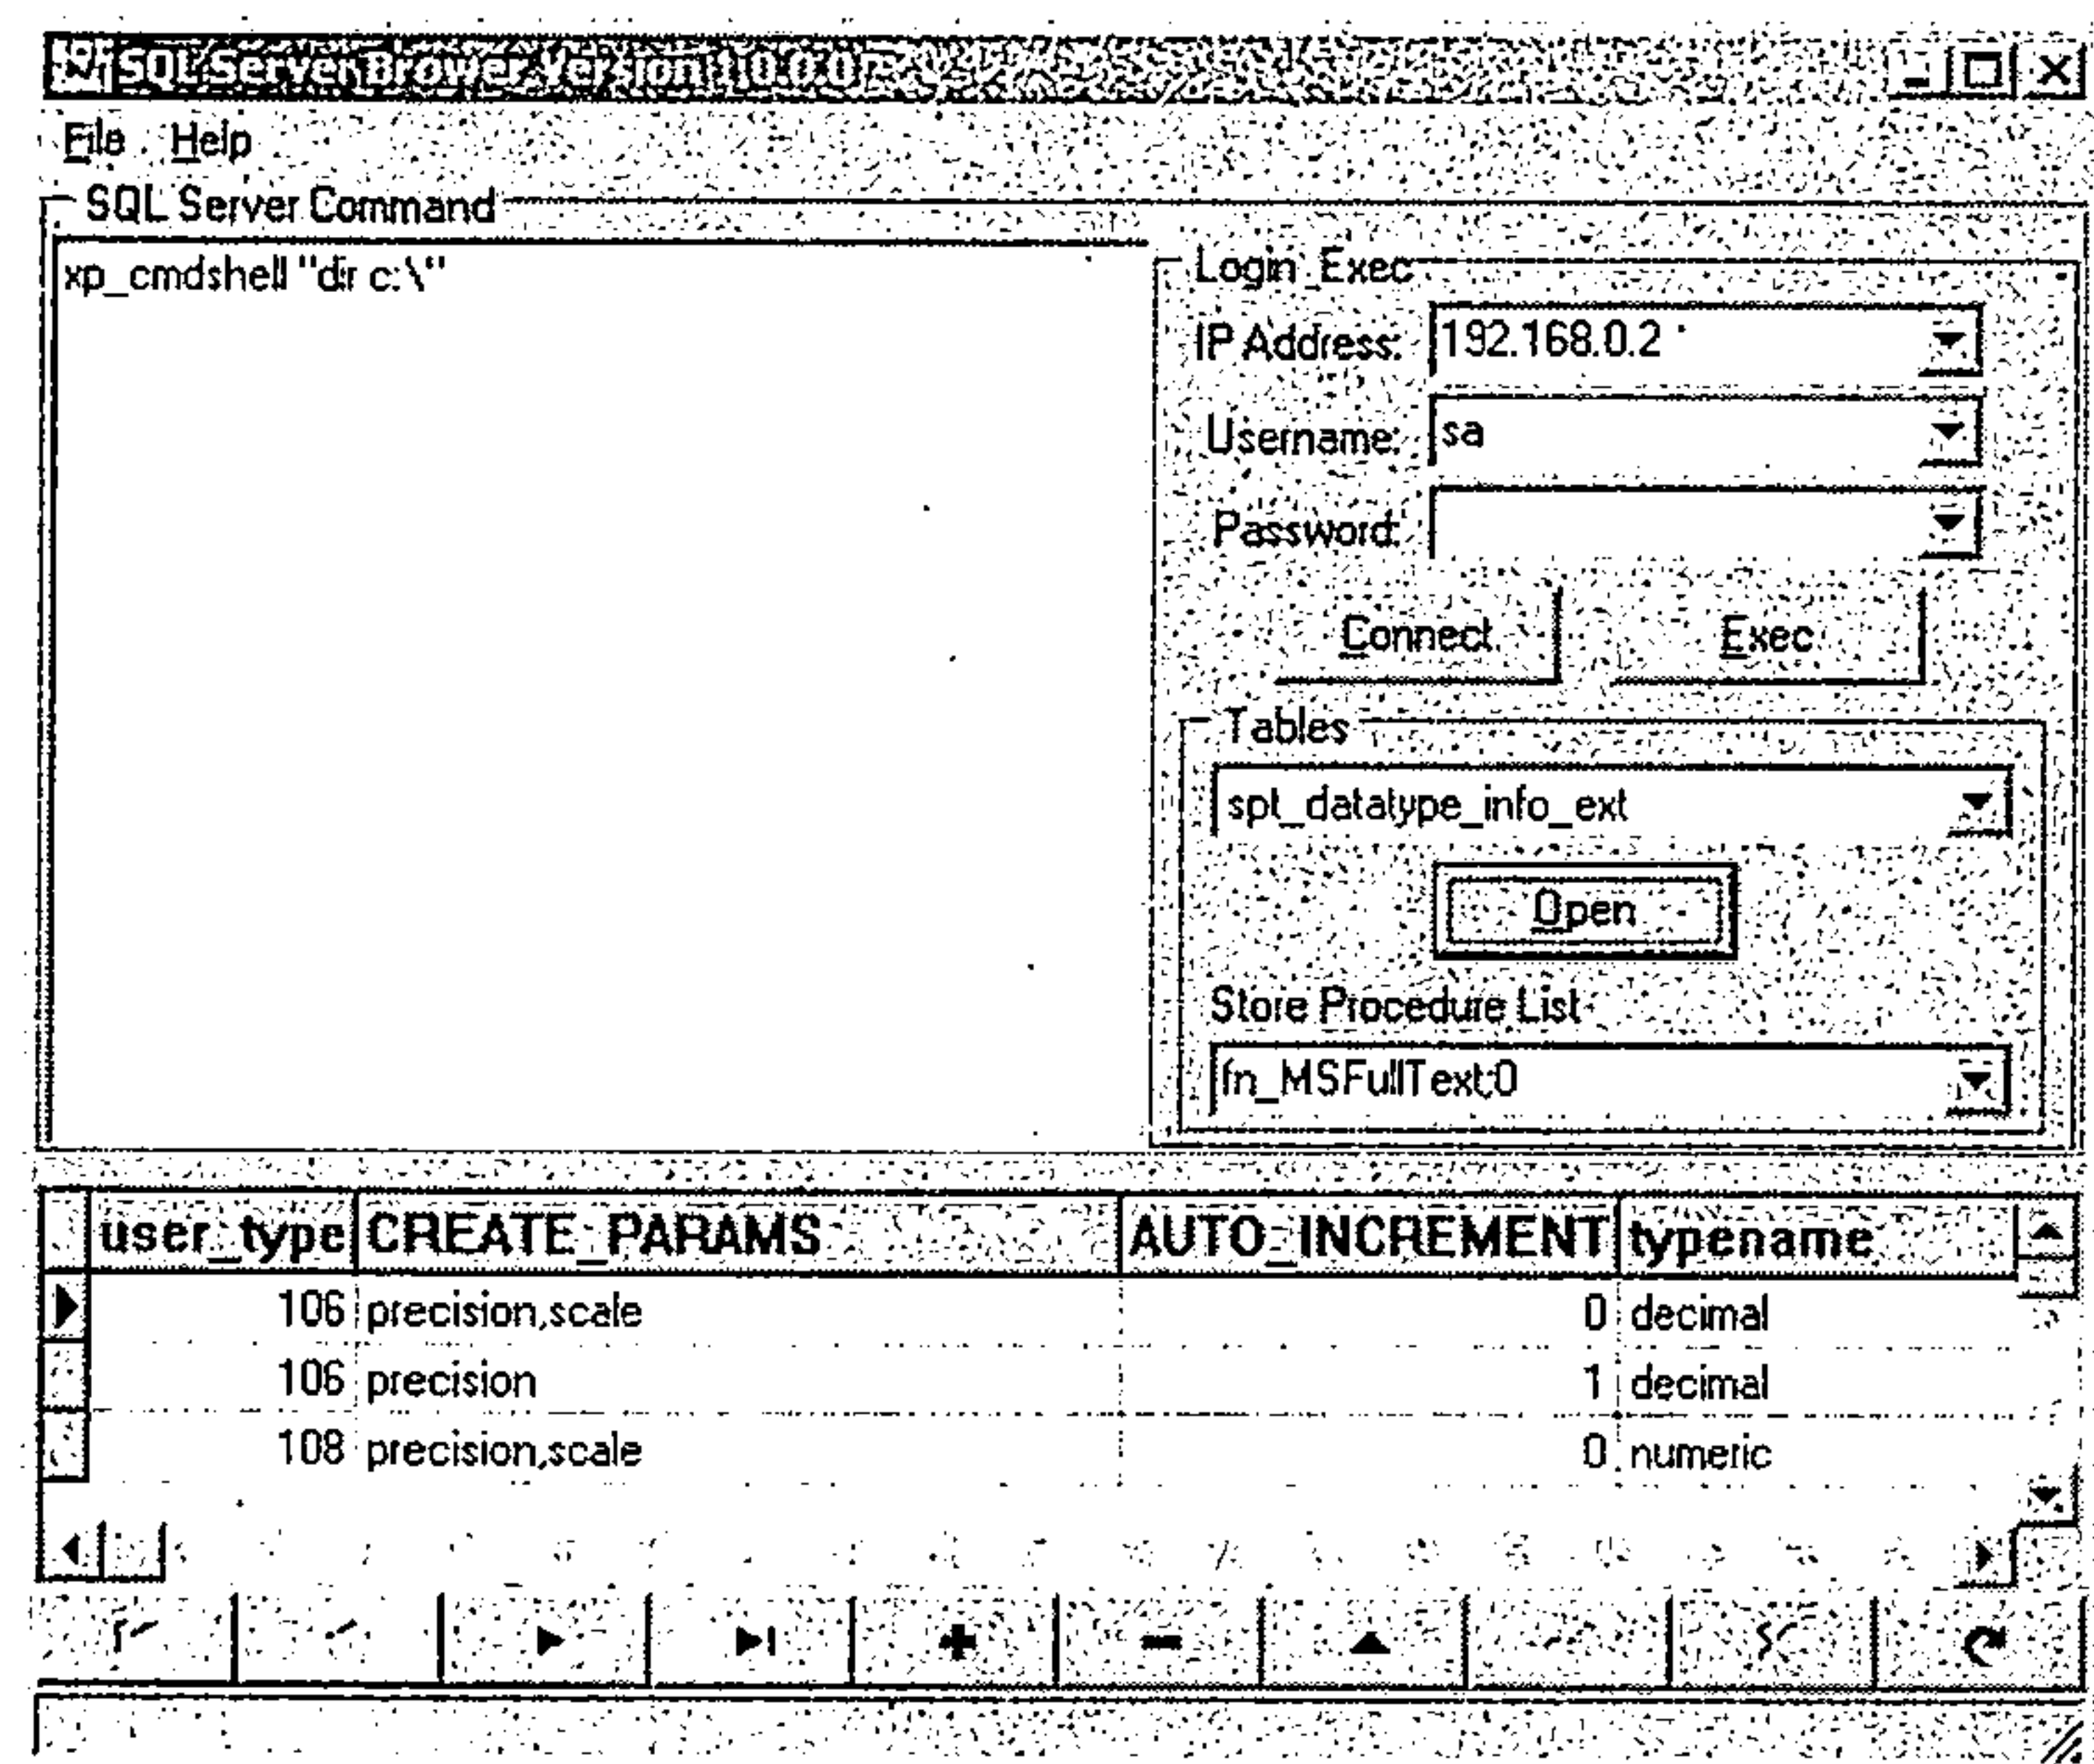 SQL Server Brower Version 1.0.0.0
File Help
SQL Server Command
xp_cmdshell "dir c:\"
Login Exec
IP Address: 192.168.0.2
Username: sa
Password:
Connect Exec
Tables
spt_datatype_info_ext
Open
Store Procedure List
fn_MSFullText;0
user_type CREATE_PARAMS AUTO_INCREMENT typename
106 precision,scale 0 decimal
106 precision 1 decimal
108 precision,scale 0 numeric